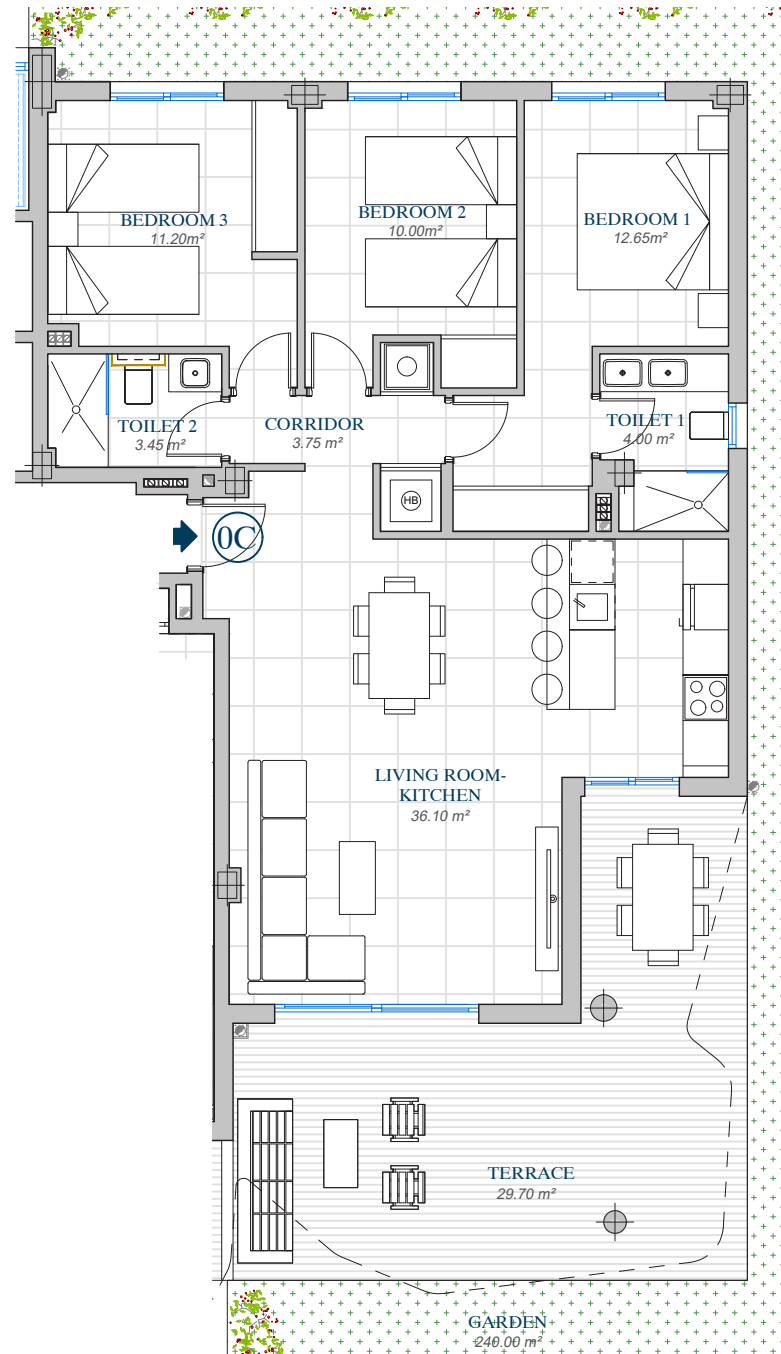 BEDROOM 3
11.20m²
BEDROOM 2
10.00m²
BEDROOM 1
12.65m²
TOILET 2
3.45 m²
CORRIDOR
3.75 m²
TOILET 1
4.00 m²
HB
0C
LIVING ROOM-
KITCHEN
36.10 m²
TERRACE
29.70 m²
GARDEN
240.00 m²